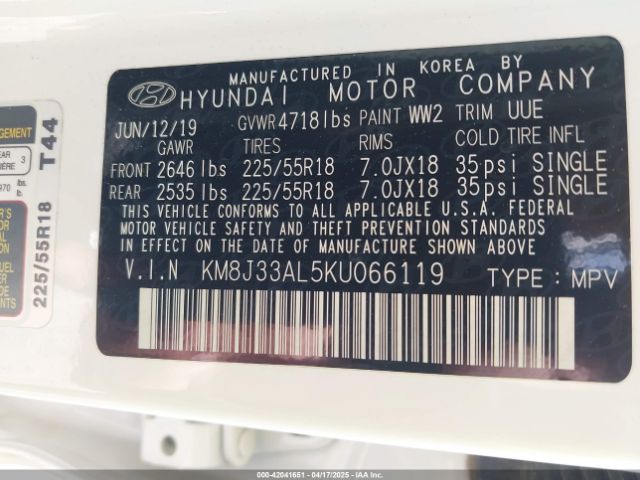 MANUFACTURED IN KOREA BY
HYUNDAI MOTOR COMPANY
JUN/12/19 GVWR 4718 lbs PAINT WW2 TRIM UUE
GAWR TIRES RIMS COLD TIRE INFL
FRONT 2646 lbs 225/55R18 7.0JX18 35psi SINGLE
REAR 2535 lbs 225/55R18 7.0JX18 35psi SINGLE
THIS VEHICLE CONFORMS TO ALL APPLICABLE U.S.A. FEDERAL
MOTOR VEHICLE SAFETY AND THEFT PREVENTION STANDARDS
IN EFFECT ON THE DATE OF MANUFACTURE SHOWN ABOVE.
V.I.N KM8J33AL5KU066119 TYPE : MPV
225/55R18 T44
000-42041651 - 04/17/2025 - IAAI.COM